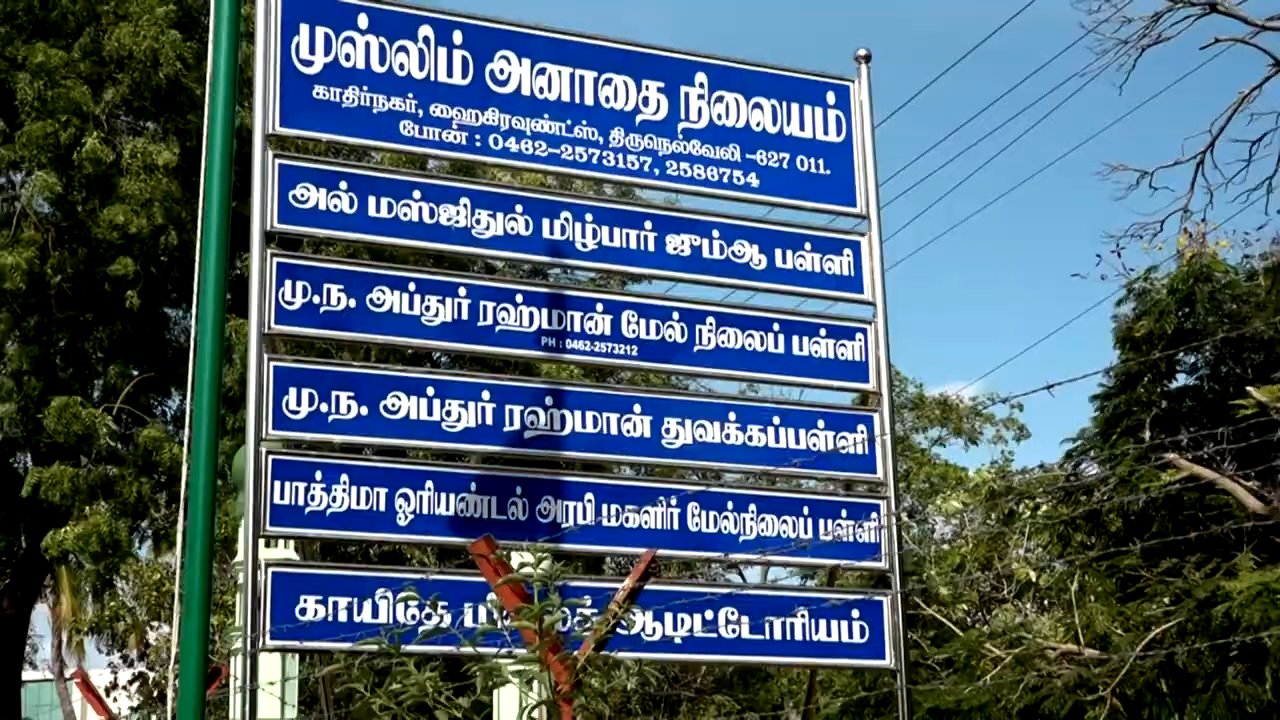 முஸ்லிம் அனாதை நிலையம்
காதிர்நகர், ஹைகிரவுண்ட்ஸ், திருநெல்வேலி -627 011.
போன் : 0462-2573157, 2586754
அல் மஸ்ஜிதுல் மிழ்பார் ஜும்ஆ பள்ளி
மு.ந. அப்துர் ரஹ்மான் மேல் நிலைப் பள்ளி
PH : 0462-2573212
மு.ந. அப்துர் ரஹ்மான் துவக்கப்பள்ளி
பாத்திமா ஓரியண்டல் அரபி மகளிர் மேல்நிலைப் பள்ளி
காயிதே ஆடிட்டோரியம்